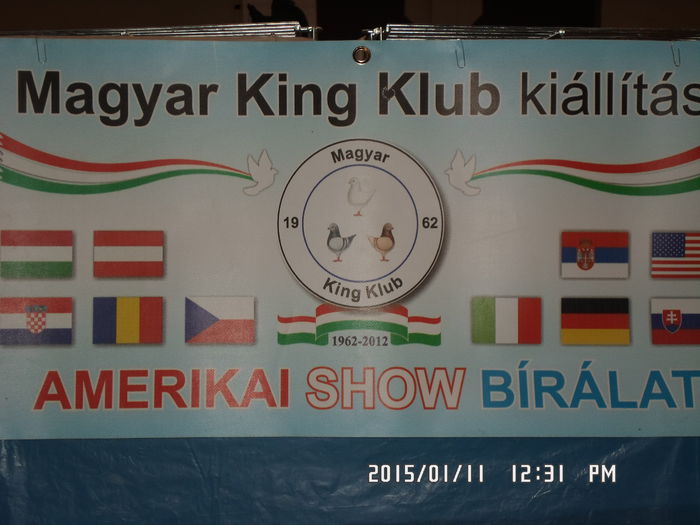 Magyar King Klub kiállítás
Magyar
19 62
King Klub
1962-2012
AMERIKAI SHOW BÍRÁLAT
2015/01/11 12:31 PM